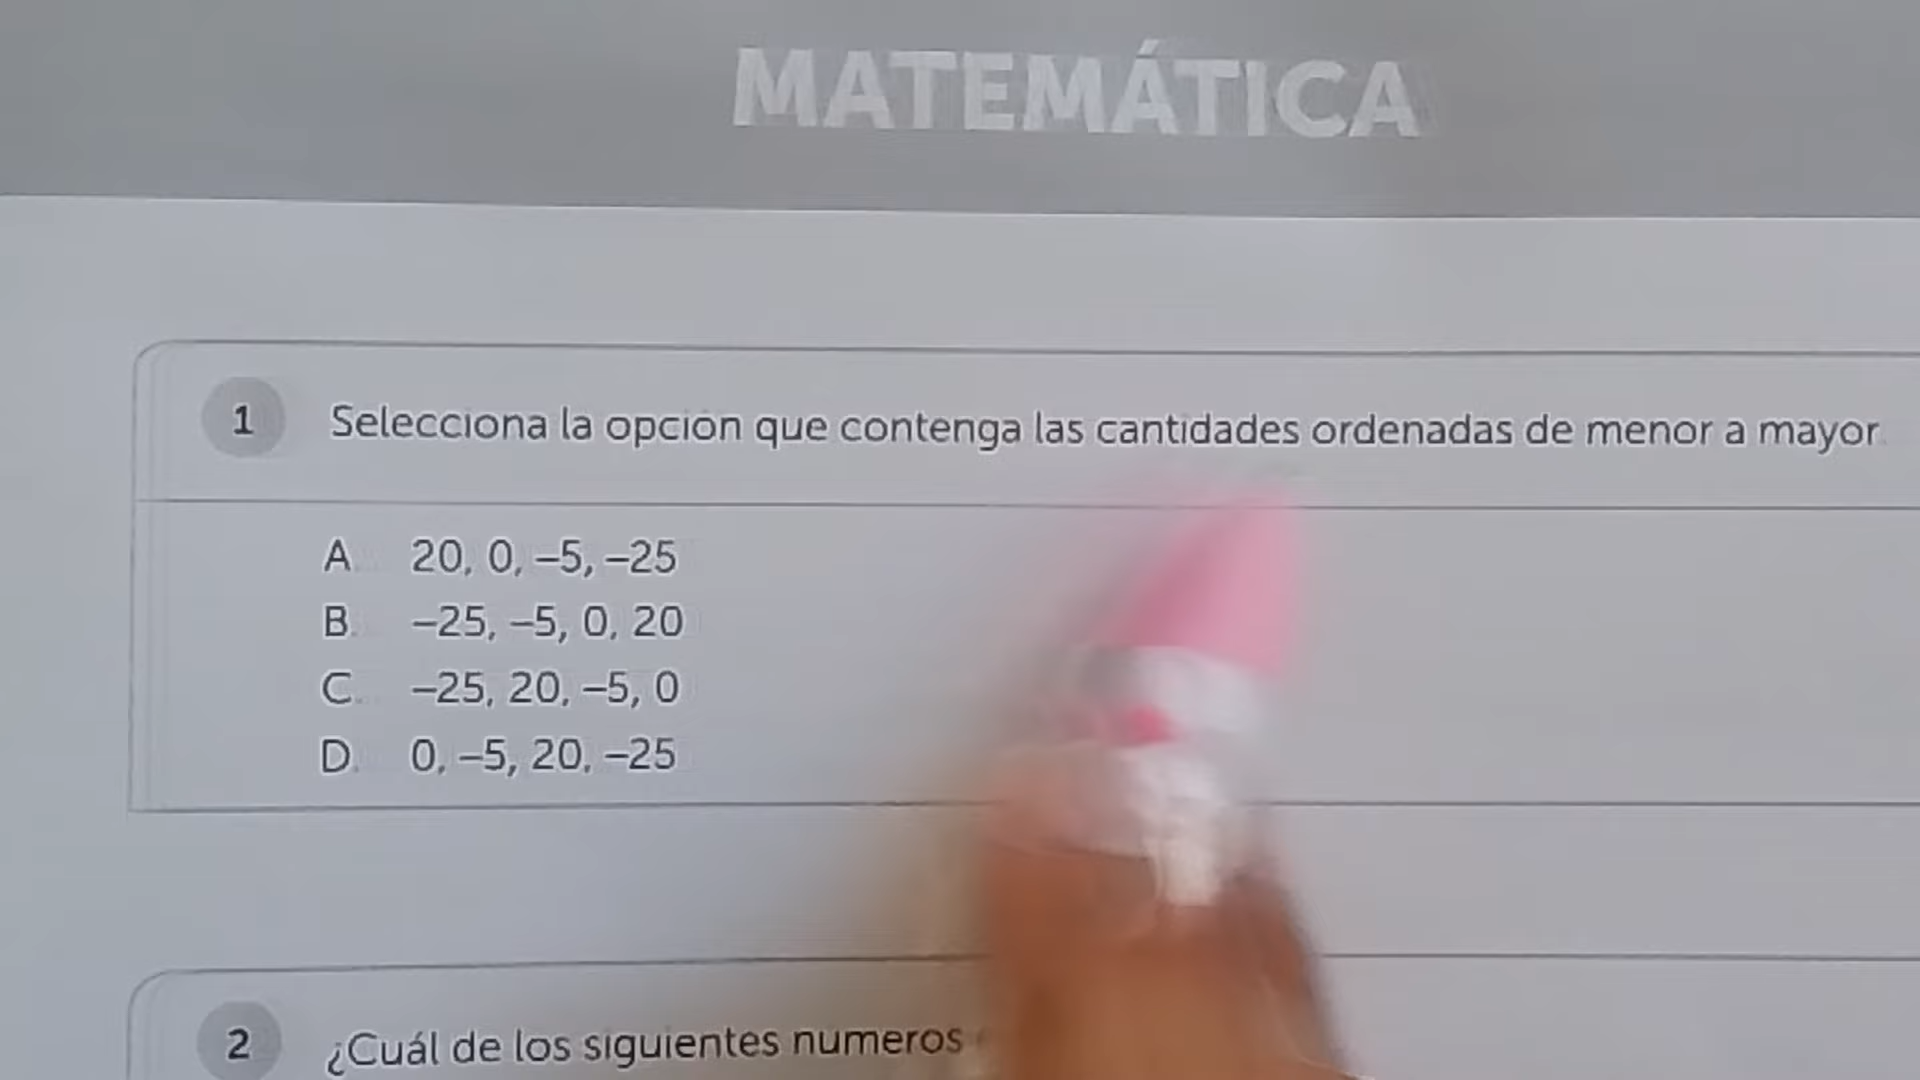 MATEMÁTICA
1 Selecciona la opción que contenga las cantidades ordenadas de menor a mayor
A. 20, 0, –5, –25
B. –25, –5, 0, 20
C. –25, 20, –5, 0
D. 0, –5, 20, –25
2 ¿Cuál de los siguientes numeros